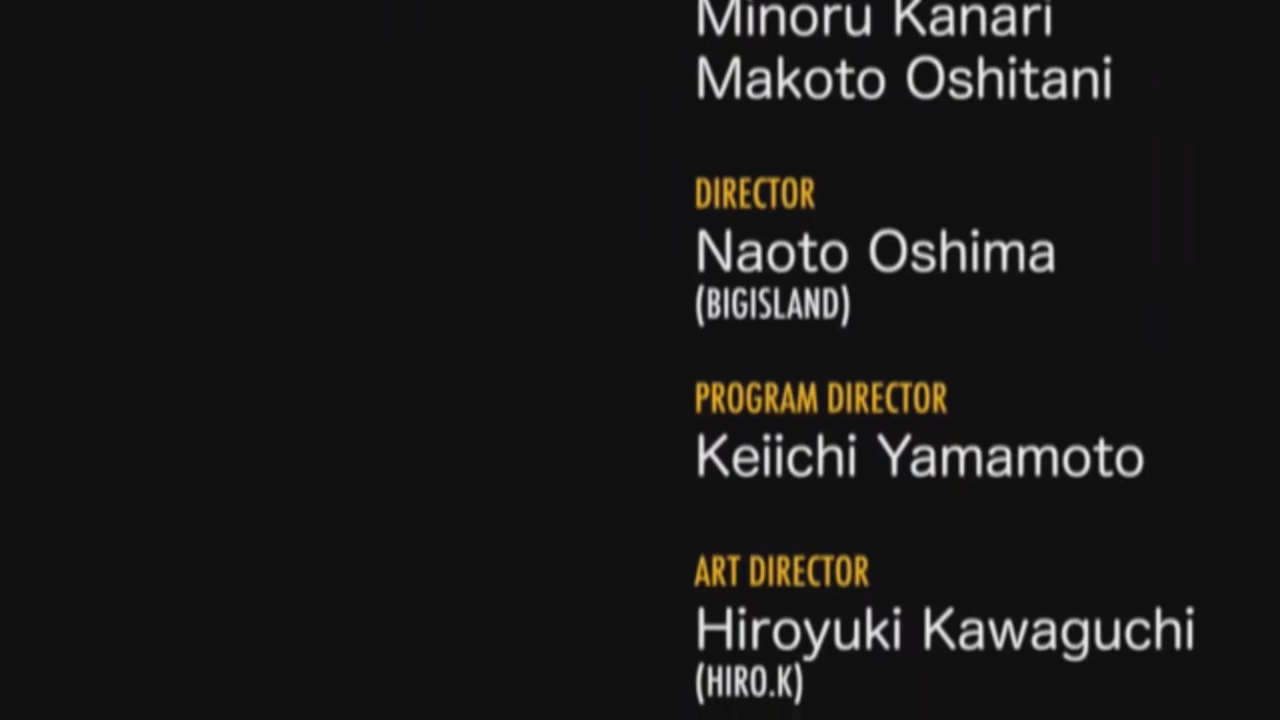 Minoru Kanari
Makoto Oshitani
DIRECTOR
Naoto Oshima
(BIGISLAND)
PROGRAM DIRECTOR
Keiichi Yamamoto
ART DIRECTOR
Hiroyuki Kawaguchi
(HIRO.K)